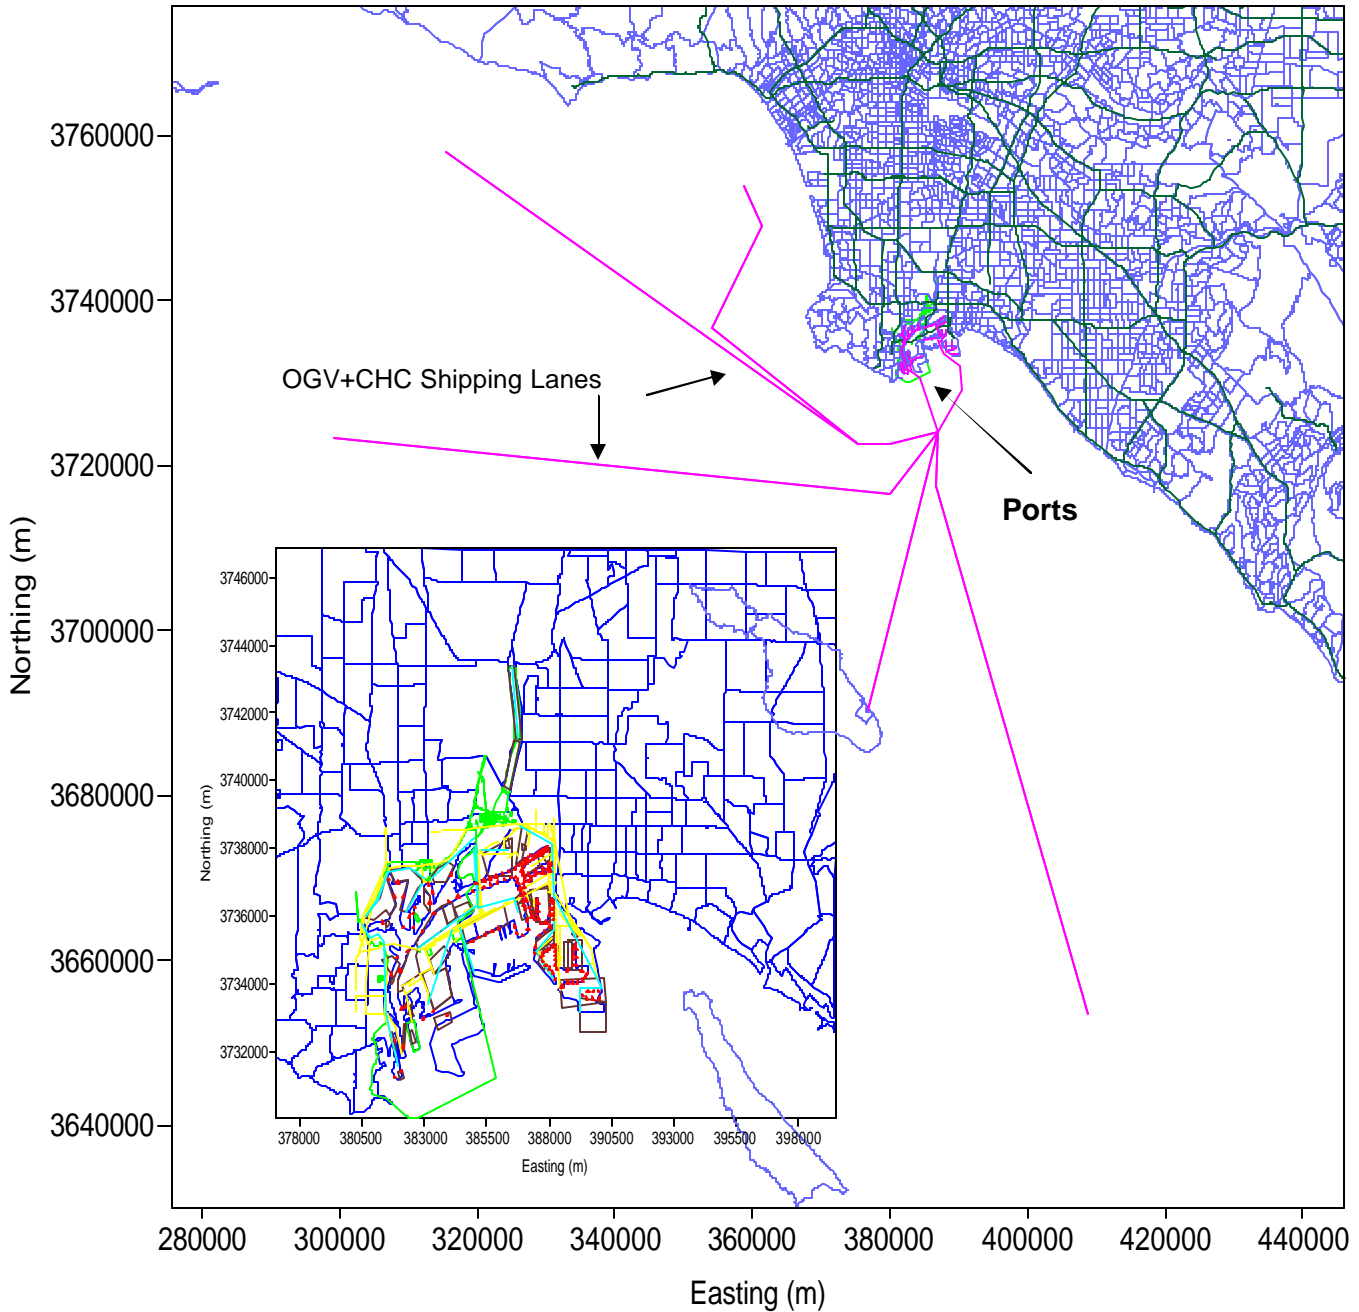 3760000
3740000
3720000
3700000
3680000
3660000
3640000
Northing (m)
OGV+CHC Shipping Lanes
Ports
3746000
3744000
3742000
3740000
3738000
3736000
3734000
3732000
Northing (m)
378000 380500 383000 385500 388000 390500 393000 395500 398000
Easting (m)
280000 300000 320000 340000 360000 380000 400000 420000 440000
Easting (m)